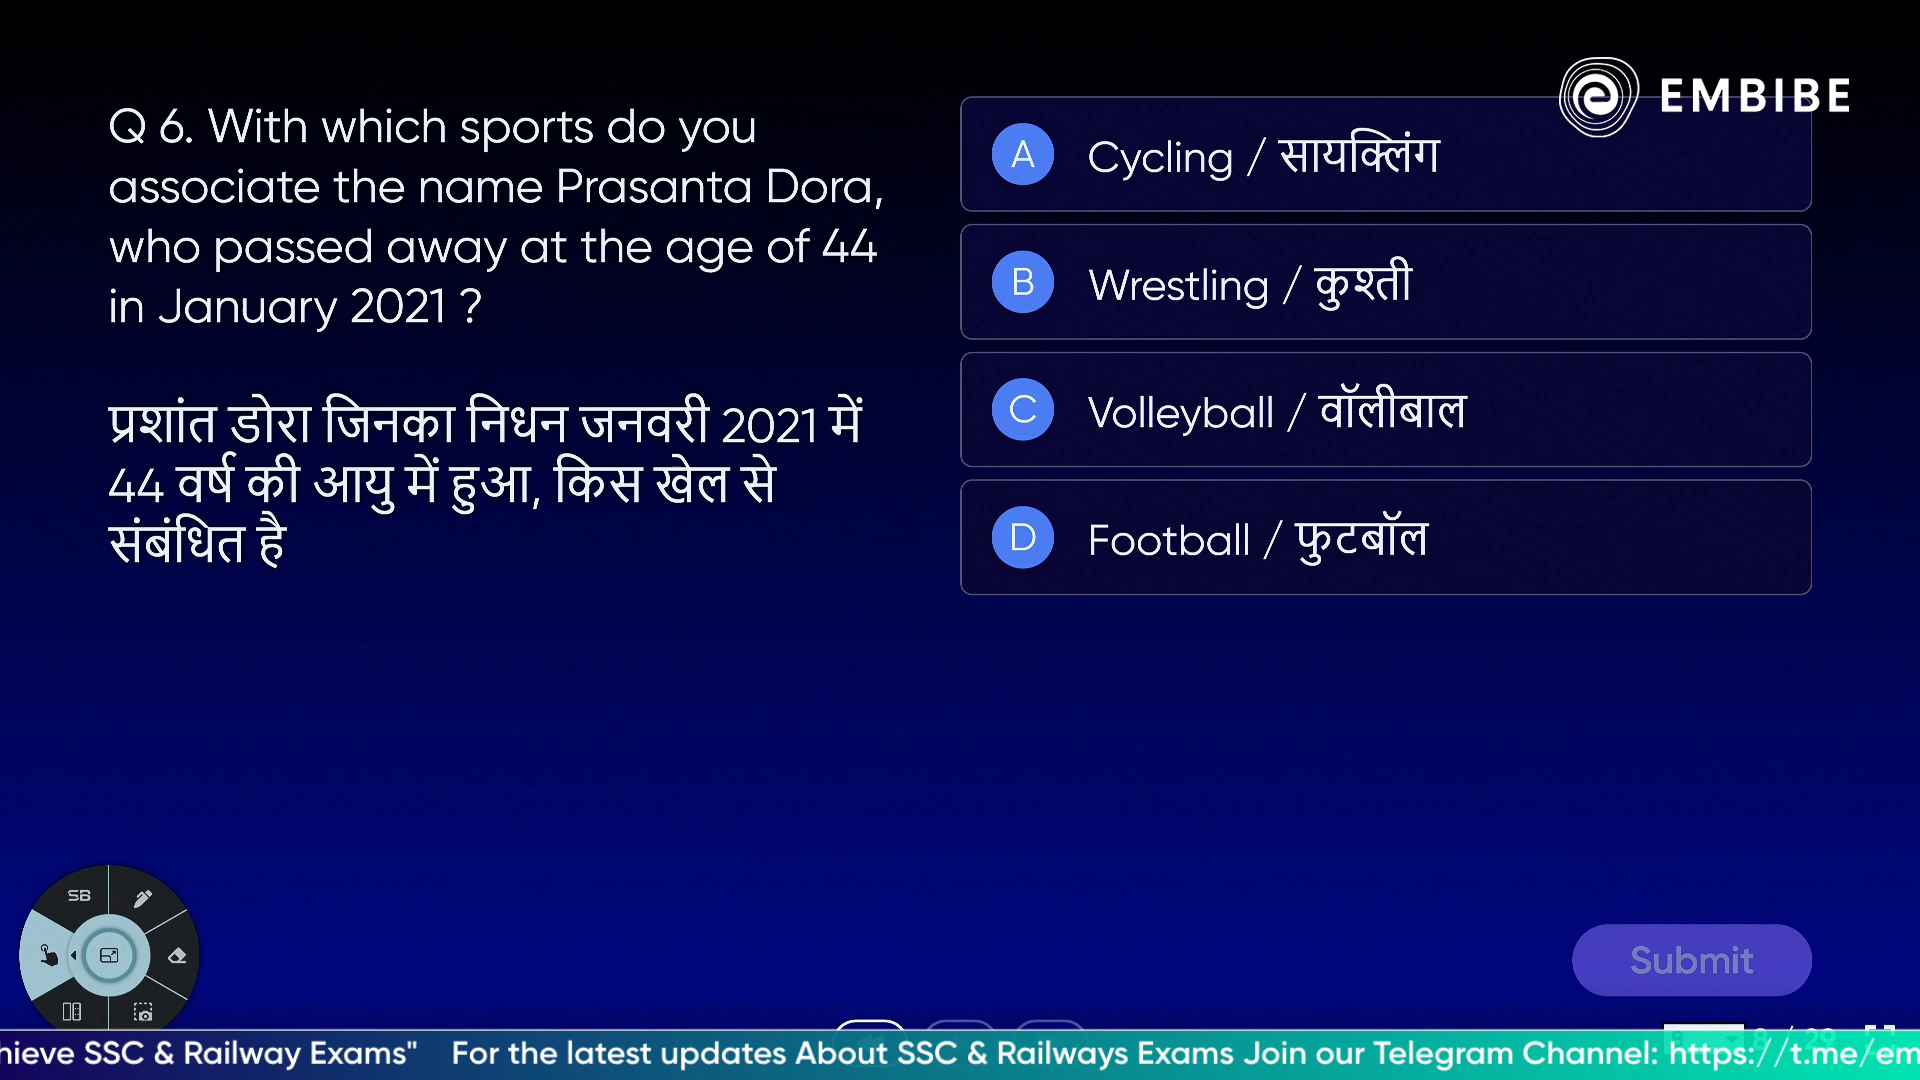 EMBIBE
Q 6. With which sports do you
associate the name Prasanta Dora,
who passed away at the age of 44
in January 2021 ?
प्रशांत डोरा जिनका निधन जनवरी 2021 में
44 वर्ष की आयु में हुआ, किस खेल से
संबंधित है
A Cycling / सायक्लिंग
B Wrestling / कुश्ती
C Volleyball / वॉलीबाल
D Football / फुटबॉल
SB
Submit
hieve SSC & Railway Exams" For the latest updates About SSC & Railways Exams Join our Telegram Channel: https://t.me/em